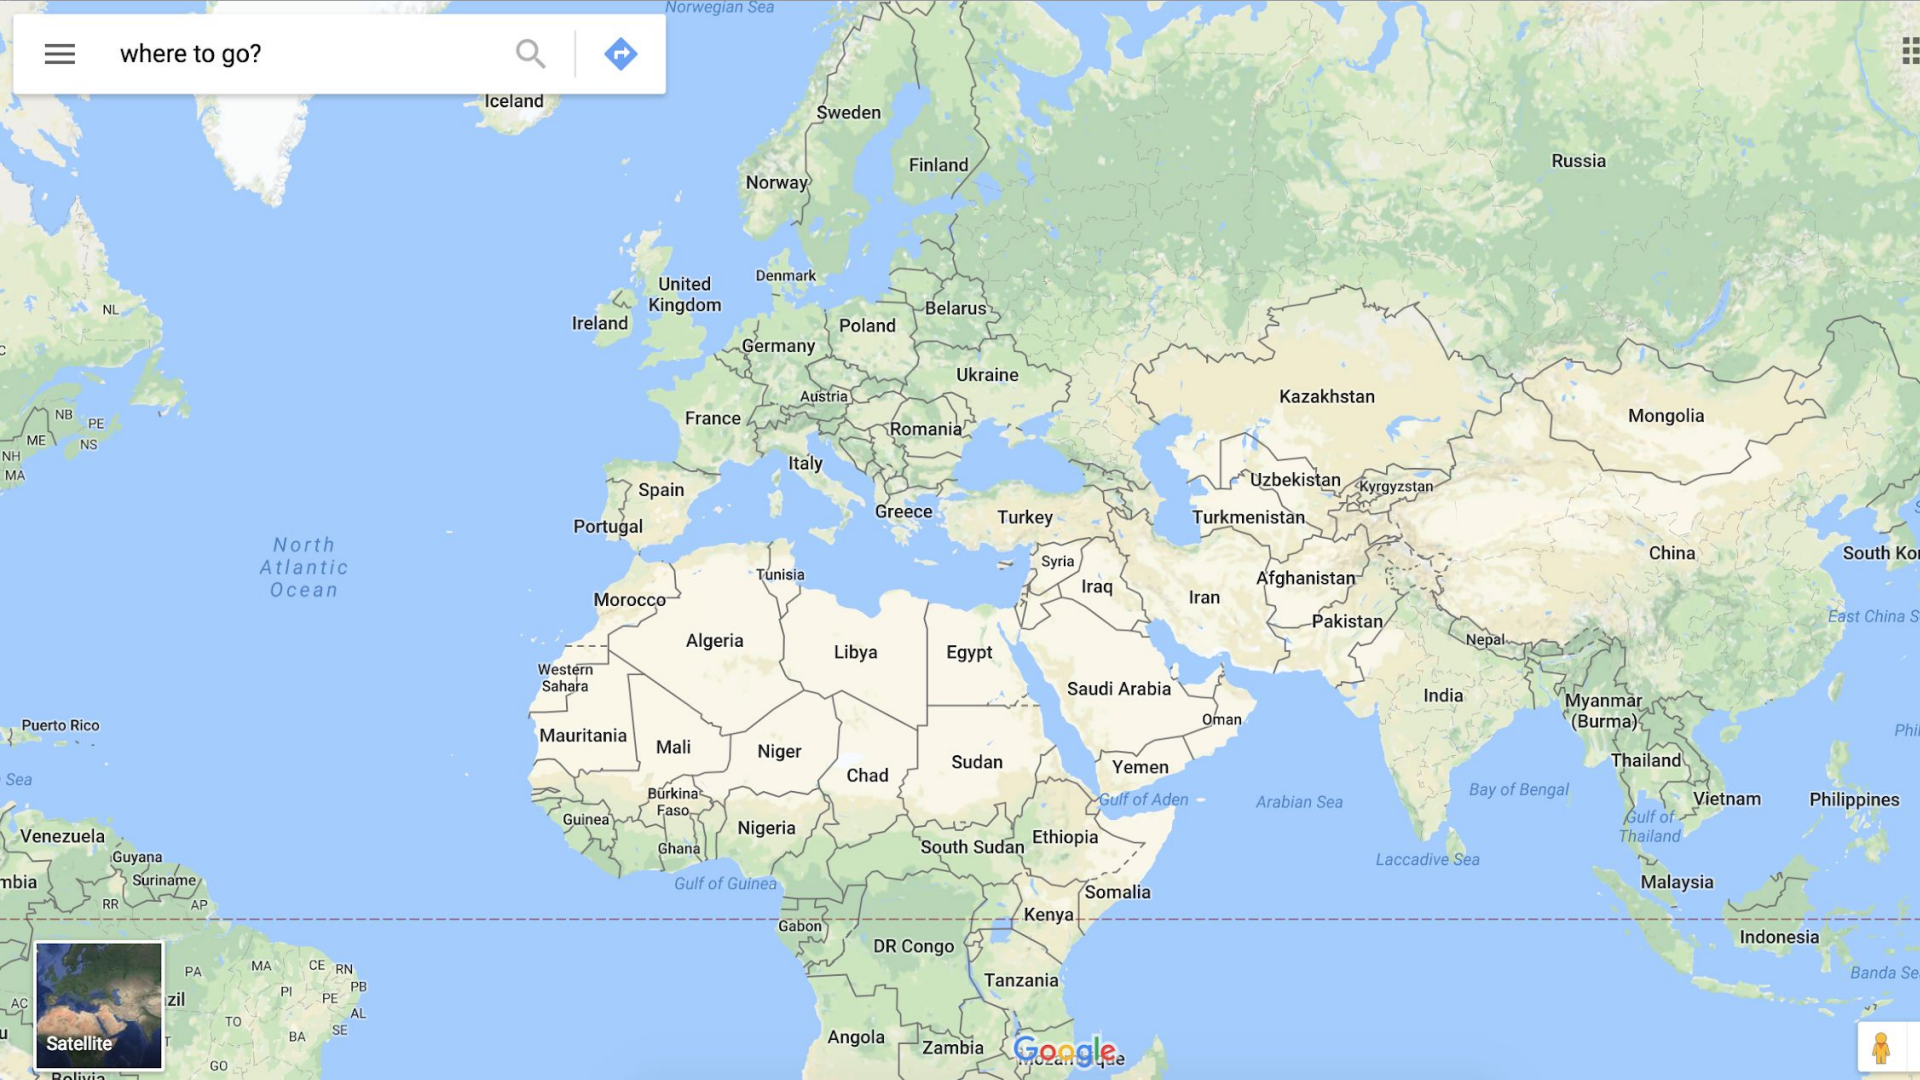 Norwegian Sea
where to go?
Iceland
Sweden
Finland
Russia
Norway
Denmark
United
Kingdom
Ireland
Belarus
Poland
Germany
NL
Ukraine
Austria
Kazakhstan
France
Romania
Mongolia
NB
PE
ME
NS
NH
MA
Italy
Spain
Uzbekistan
Kyrgyzstan
Portugal
Greece
Turkey
Turkmenistan
North
Atlantic
Ocean
China
South Kor
Syria
Tunisia
Iraq
Afghanistan
Iran
Morocco
Pakistan
East China S
Algeria
Libya
Egypt
Nepal
Western
Sahara
Saudi Arabia
India
Myanmar
(Burma)
Oman
Puerto Rico
Mauritania
Mali
Niger
Sudan
Chad
Yemen
Thailand
Phil
Sea
Burkina
Faso
Gulf of Aden
Arabian Sea
Bay of Bengal
Vietnam
Philippines
Guinea
Nigeria
Ghana
Ethiopia
South Sudan
Gulf of
Thailand
Venezuela
Guyana
Suriname
mbia
RR
AP
Gulf of Guinea
Laccadive Sea
Somalia
Malaysia
Kenya
Gabon
DR Congo
Indonesia
Tanzania
Banda Se
PA
MA
CE
RN
PB
PI
PE
AL
AC
zil
TO
BA
SE
GO
Satellite
Bolivia
Angola
Zambia
Google
Mozambique